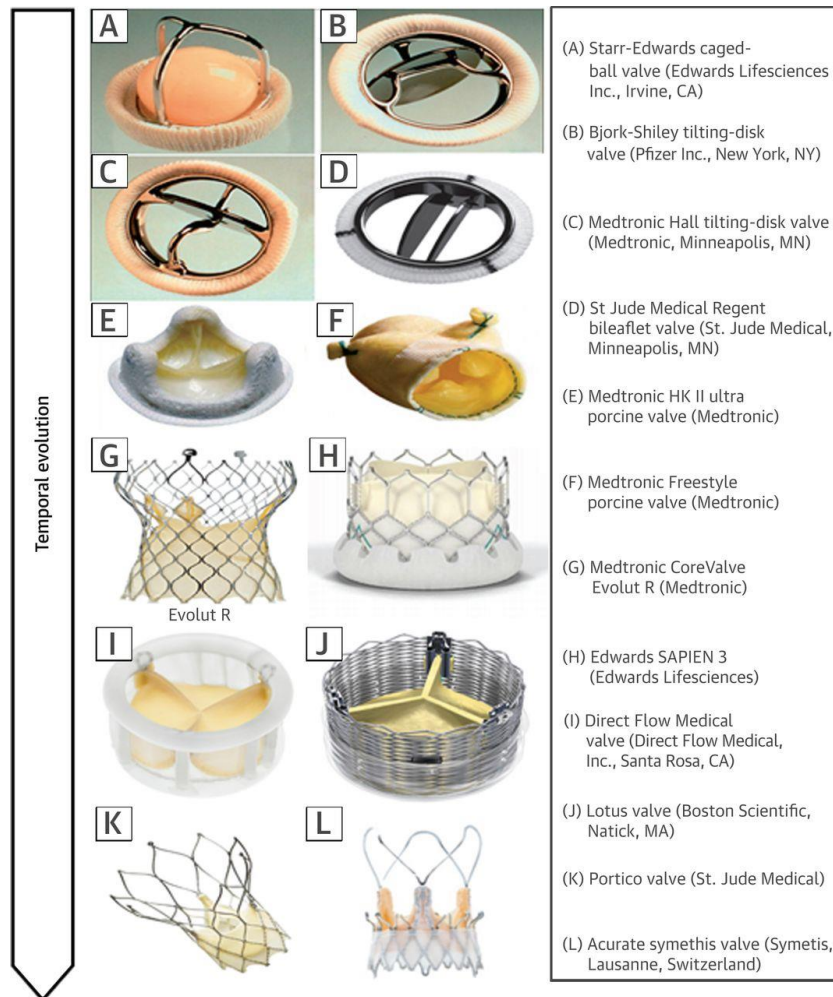 Temporal evolution
A
B
C
D
E
F
G
H
Evolut R
I
J
K
L
(A) Starr-Edwards caged-
ball valve (Edwards Lifesciences
Inc., Irvine, CA)
(B) Bjork-Shiley tilting-disk
valve (Pfizer Inc., New York, NY)
(C) Medtronic Hall tilting-disk valve
(Medtronic, Minneapolis, MN)
(D) St Jude Medical Regent
bileaflet valve (St. Jude Medical,
Minneapolis, MN)
(E) Medtronic HK II ultra
porcine valve (Medtronic)
(F) Medtronic Freestyle
porcine valve (Medtronic)
(G) Medtronic CoreValve
Evolut R (Medtronic)
(H) Edwards SAPIEN 3
(Edwards Lifesciences)
(I) Direct Flow Medical
valve (Direct Flow Medical,
Inc., Santa Rosa, CA)
(J) Lotus valve (Boston Scientific,
Natick, MA)
(K) Portico valve (St. Jude Medical)
(L) Acurate symethis valve (Symetis,
Lausanne, Switzerland)